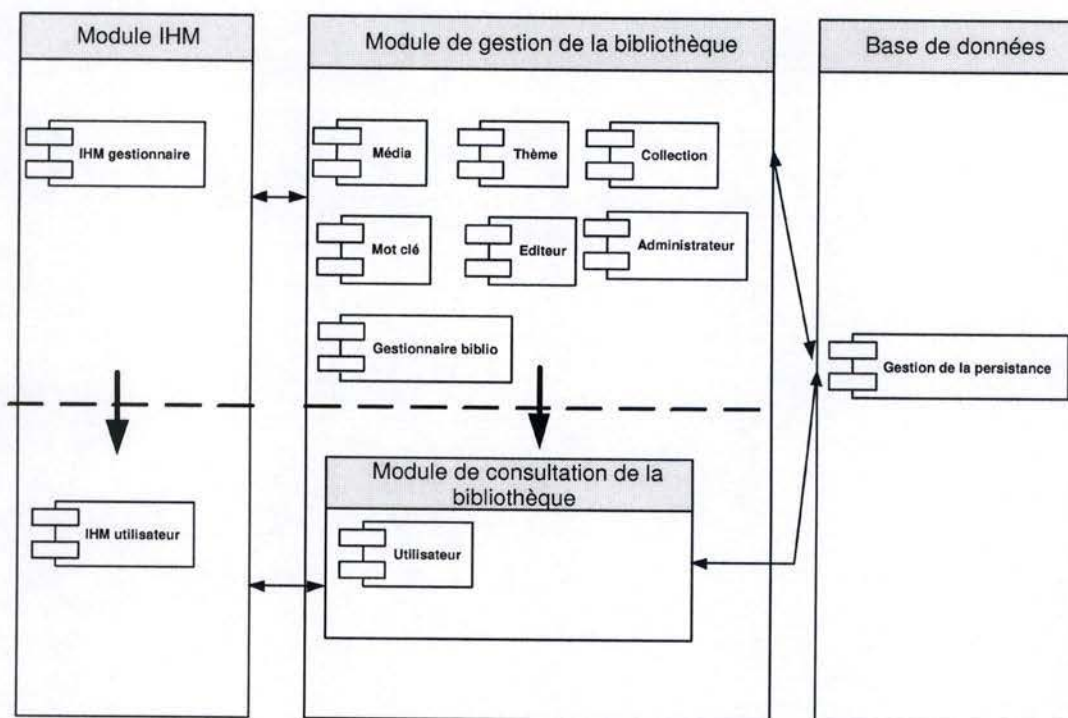 Module IHM
Module de gestion de la bibliothèque
Base de données
IHM gestionnaire
Média
Thème
Collection
Mot clé
Editeur
Administrateur
Gestionnaire biblio
Gestion de la persistance
Module de consultation de la
bibliothèque
IHM utilisateur
Utilisateur